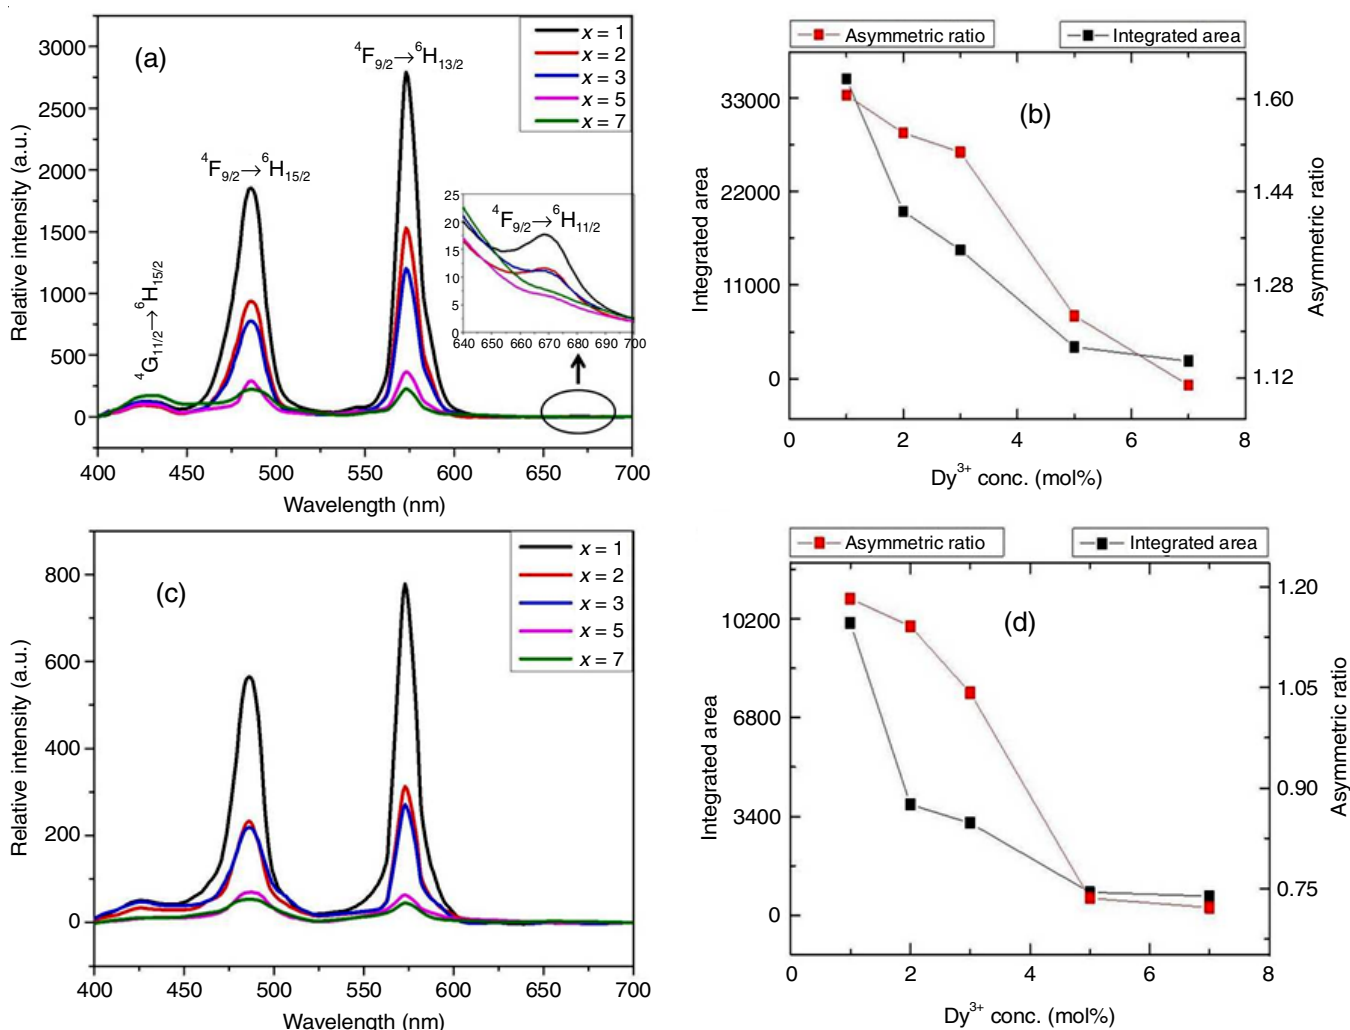 (a)
Relative intensity (a.u.)
3000
2500
2000
1500
1000
500
0
400 450 500 550 600 650 700
Wavelength (nm)
⁴G₁₁/₂→⁶H₁₅/₂
⁴F₉/₂→⁶H₁₅/₂
⁴F₉/₂→⁶H₁₃/₂
x = 1
x = 2
x = 3
x = 5
x = 7
⁴F₉/₂→⁶H₁₁/₂
25
20
15
10
5
0
640 650 660 670 680 690 700
Asymmetric ratio
Integrated area
(b)
Integrated area
33000
22000
11000
0
1.60
1.44
1.28
1.12
Asymmetric ratio
0 2 4 6 8
Dy³⁺ conc. (mol%)
(c)
Relative intensity (a.u.)
800
600
400
200
0
400 450 500 550 600 650 700
Wavelength (nm)
x = 1
x = 2
x = 3
x = 5
x = 7
Asymmetric ratio
Integrated area
(d)
Integrated area
10200
6800
3400
0
1.20
1.05
0.90
0.75
Asymmetric ratio
0 2 4 6 8
Dy³⁺ conc. (mol%)